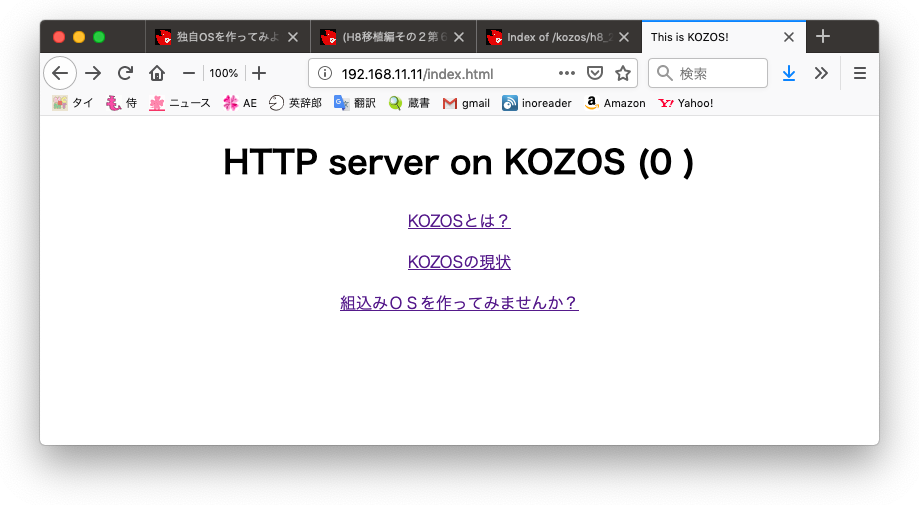 独自OSを作ってみよ
(H8移植編その２第６
Index of /kozos/h8_2
This is KOZOS!
100%
192.168.11.11/index.html
検索
タイ
侍
ニュース
AE
英辞郎
翻訳
蔵書
gmail
inoreader
Amazon
Yahoo!
HTTP server on KOZOS (0 )
KOZOSとは？
KOZOSの現状
組込みＯＳを作ってみませんか？